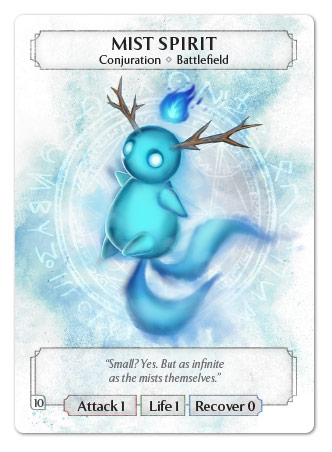 MIST SPIRIT
Conjuration ⋄ Battlefield
“Small? Yes. But as infinite
as the mists themselves.”
10
Attack 1
Life 1
Recover 0